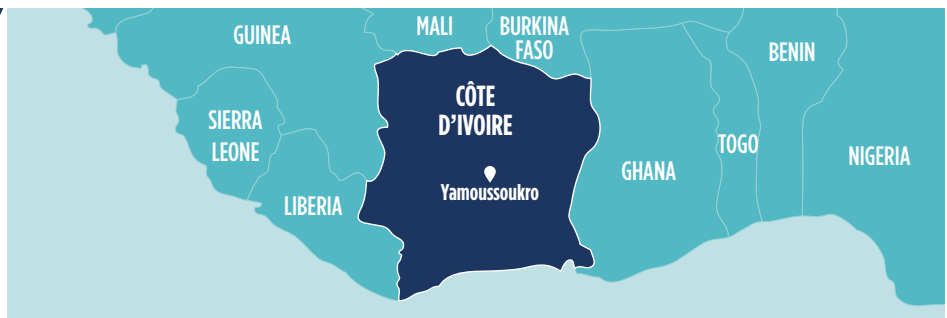 GUINEA
MALI
BURKINA
FASO
BENIN
CÔTE
D'IVOIRE
SIERRA
LEONE
TOGO
GHANA
NIGERIA
Yamoussoukro
LIBERIA